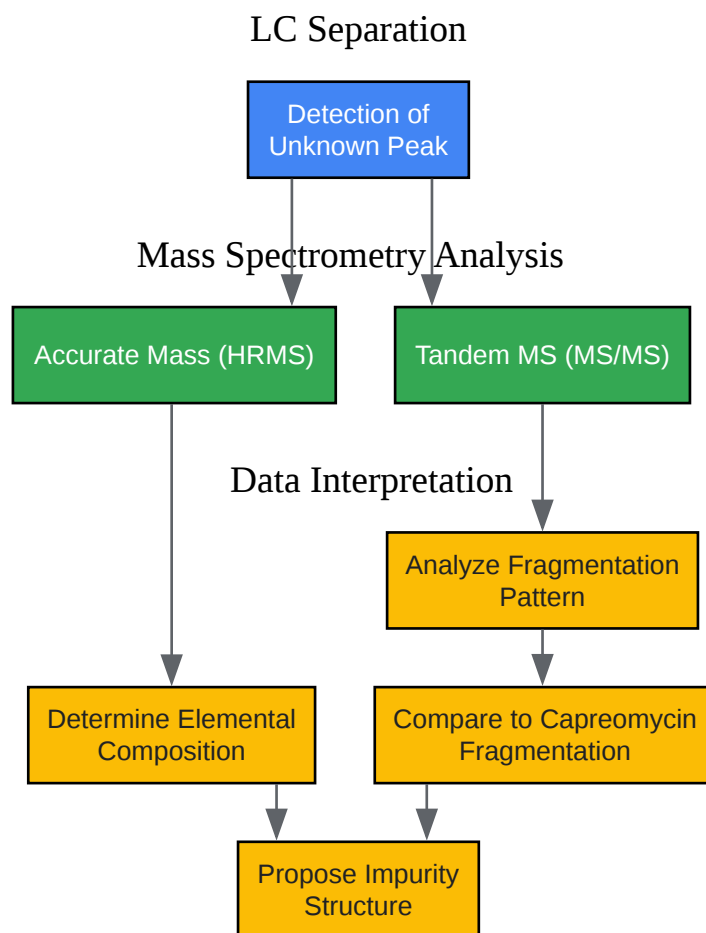 LC Separation
Detection of
Unknown Peak
Mass Spectrometry Analysis
Accurate Mass (HRMS)
Tandem MS (MS/MS)
Data Interpretation
Analyze Fragmentation
Pattern
Determine Elemental
Composition
Compare to Capreomycin
Fragmentation
Propose Impurity
Structure